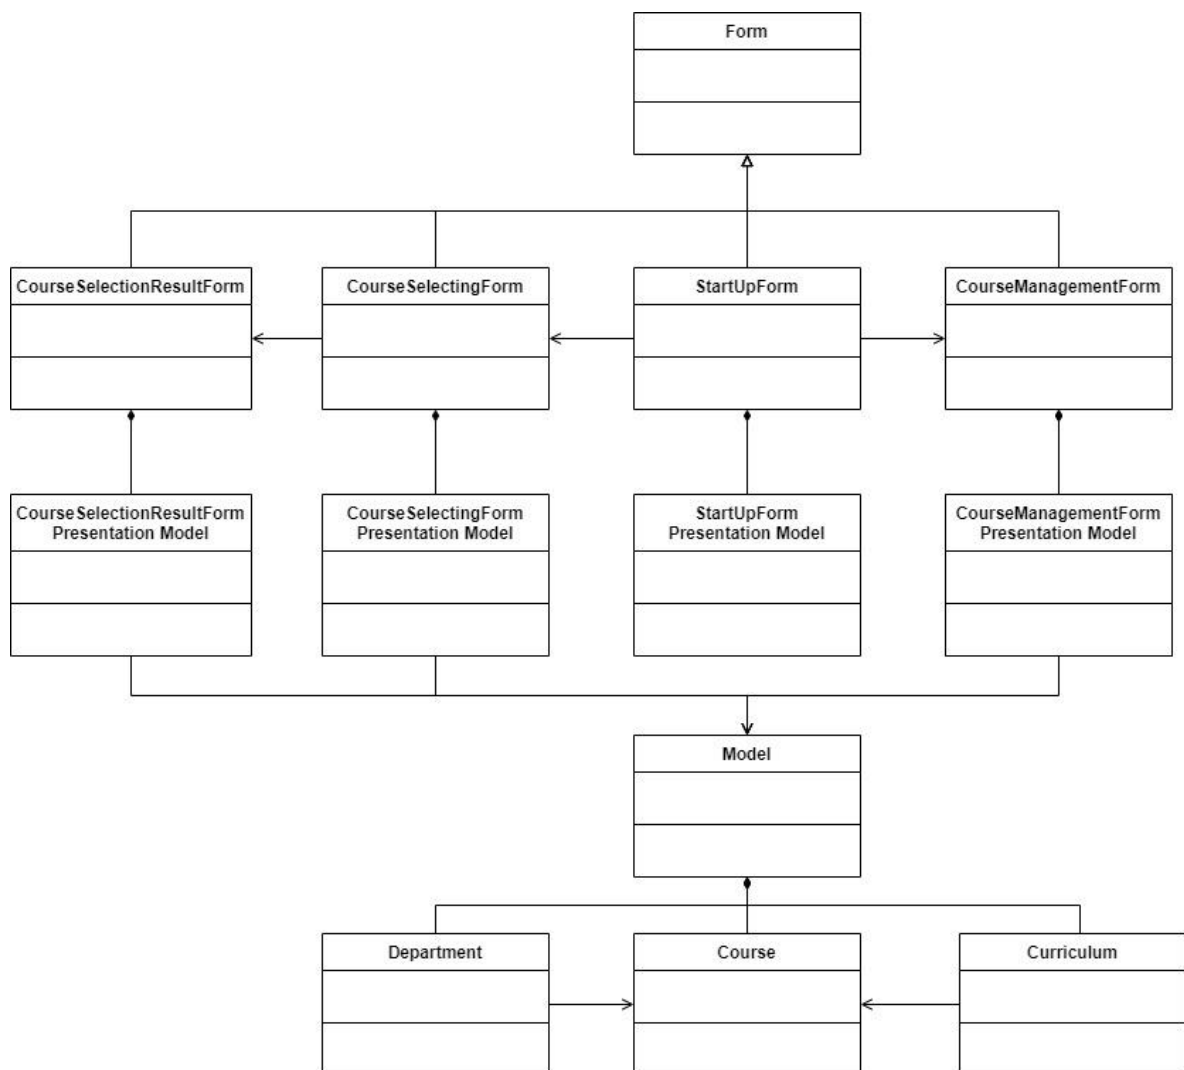 Form
CourseSelectionResultForm
CourseSelectingForm
StartUpForm
CourseManagementForm
CourseSelectionResultForm
Presentation Model
CourseSelectingForm
Presentation Model
StartUpForm
Presentation Model
CourseManagementForm
Presentation Model
Model
Department
Course
Curriculum